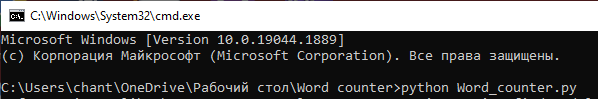 C:\Windows\System32\cmd.exe
Microsoft Windows [Version 10.0.19044.1889]
(c) Корпорация Майкрософт (Microsoft Corporation). Все права защищены.
C:\Users\chant\OneDrive\Рабочий стол\Word counter>python Word_counter.py